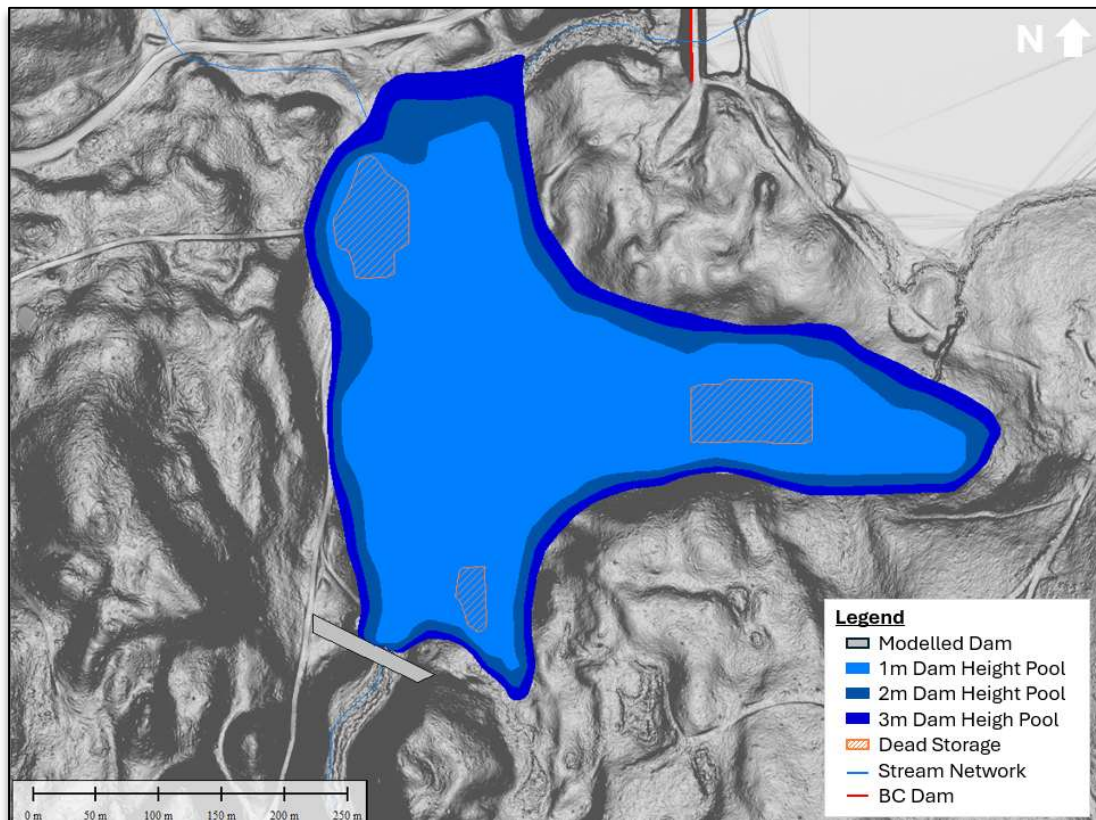 N
Legend
Modelled Dam
1m Dam Height Pool
2m Dam Height Pool
3m Dam Heigh Pool
Dead Storage
Stream Network
BC Dam
0 m 50 m 100 m 150 m 200 m 250 m